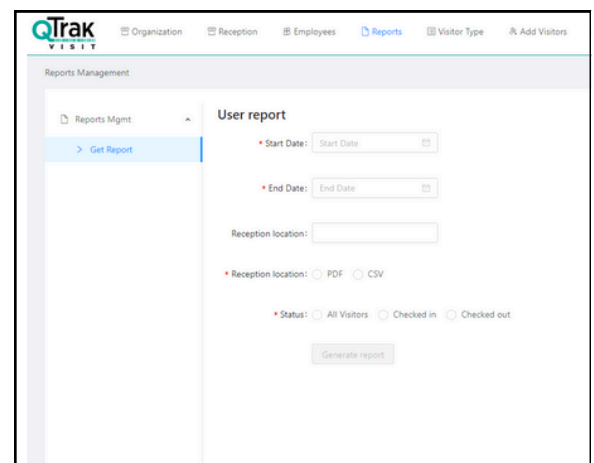 QTrak
VISIT
Organization
Reception
Employees
Reports
Visitor Type
Add Visitors
Reports Management
Reports Mgmt
> Get Report
User report
* Start Date: Start Date
* End Date: End Date
Reception location:
* Reception location: PDF CSV
* Status: All Visitors Checked in Checked out
Generate report